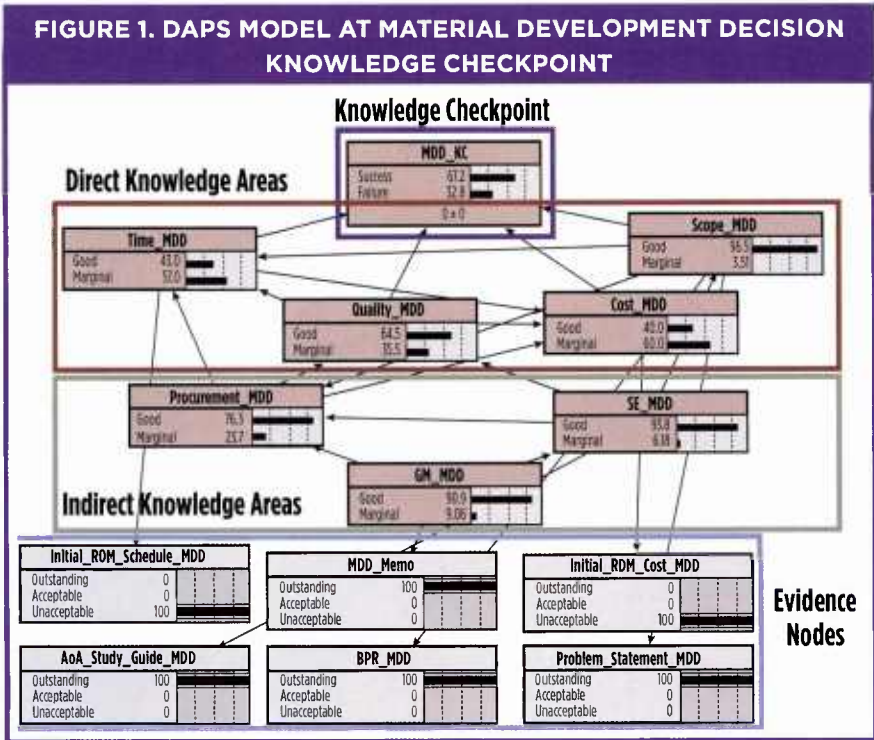 FIGURE 1. DAPS MODEL AT MATERIAL DEVELOPMENT DECISION
KNOWLEDGE CHECKPOINT
Knowledge Checkpoint
MDD_KC
Success 67.2
Failure 32.8
0 ± 0
Direct Knowledge Areas
Time_MDD
Good 43.0
Marginal 57.0
Scope_MDD
Good 96.5
Marginal 3.51
Quality_MDD
Good 64.5
Marginal 35.5
Cost_MDD
Good 40.0
Marginal 60.0
Procurement_MDD
Good 76.3
Marginal 23.7
SE_MDD
Good 93.8
Marginal 6.18
GM_MDD
Good 90.9
Marginal 9.06
Indirect Knowledge Areas
Initial_ROM_Schedule_MDD
Outstanding 0
Acceptable 0
Unacceptable 100
MDD_Memo
Outstanding 100
Acceptable 0
Unacceptable 0
Initial_RDM_Cost_MDD
Outstanding 0
Acceptable 0
Unacceptable 100
Evidence
Nodes
AoA_Study_Guide_MDD
Outstanding 100
Acceptable 0
Unacceptable 0
BPR_MDD
Outstanding 100
Acceptable 0
Unacceptable 0
Problem_Statement_MDD
Outstanding 100
Acceptable 0
Unacceptable 0